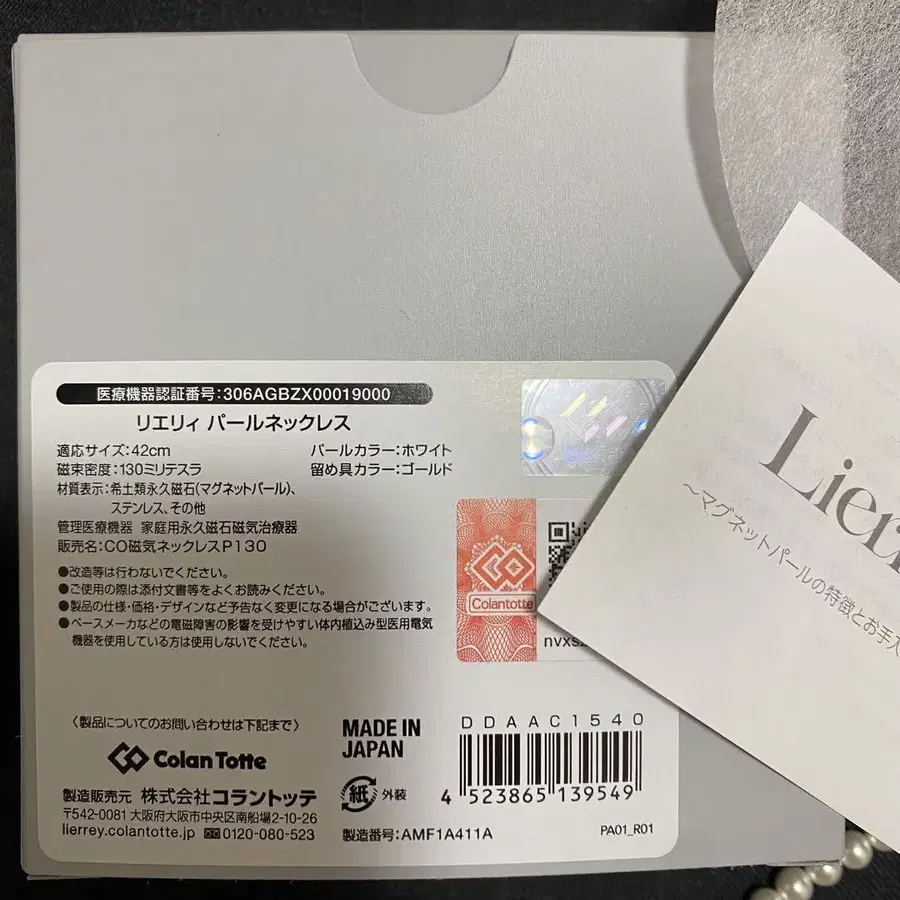 医療機器認証番号:306AGBZX00019000
リエリィ パールネックレス
適応サイズ:42cm
パールカラー:ホワイト
磁束密度:130ミリテスラ
留め具カラー:ゴールド
材質表示:希土類永久磁石(マグネットパール)、
ステンレス、その他
管理医療機器 家庭用永久磁石磁気治療器
販売名:CO磁気ネックレスP130
●改造等は行わないでください。
●ご使用の際は添付文書等をよくお読みください。
●製品の仕様・価格・デザインなど予告なく変更になる場合がございます。
●ペースメーカなどの電磁障害の影響を受けやすい体内植込み型医用電気
機器を使用している方は使用しないでください。
Colantotte
〈製品についてのお問い合わせは下記まで〉
Colan Totte
製造販売元 株式会社コラントッテ
〒542-0081 大阪府大阪市中央区南船場2-10-26
lierrey.colantotte.jp 0120-080-523
MADE IN
JAPAN
紙 外装
製造番号:AMF1A411A
DDAAC1540
4 523865 139549
PA01_R01
～マグネットパールの特徴とお手入